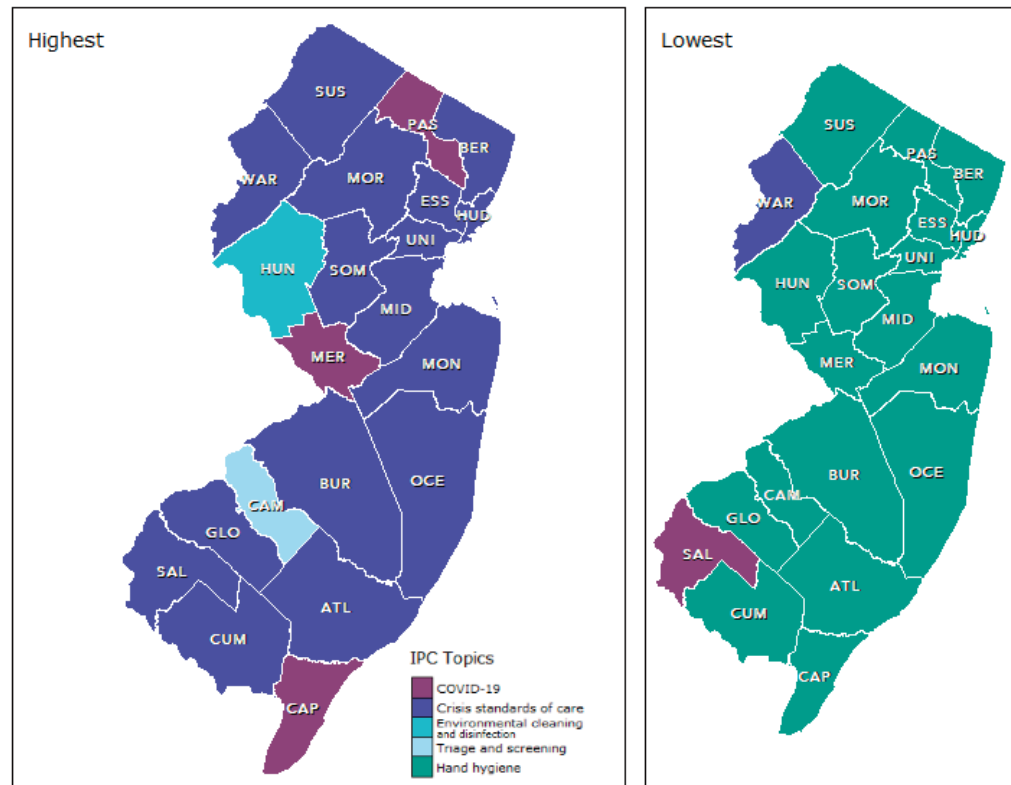 Highest
SUS
PAS
BER
WAR
MOR
ESS
HUD
UNI
HUN
SOM
MID
MER
MON
BUR
OCE
CAM
GLO
SAL
ATL
CUM
CAP
IPC Topics
COVID-19
Crisis standards of care
Environmental cleaning
and disinfection
Triage and screening
Hand hygiene
Lowest
SUS
PAS
BER
WAR
MOR
ESS
HUD
UNI
HUN
SOM
MID
MER
MON
BUR
OCE
CAM
GLO
SAL
ATL
CUM
CAP